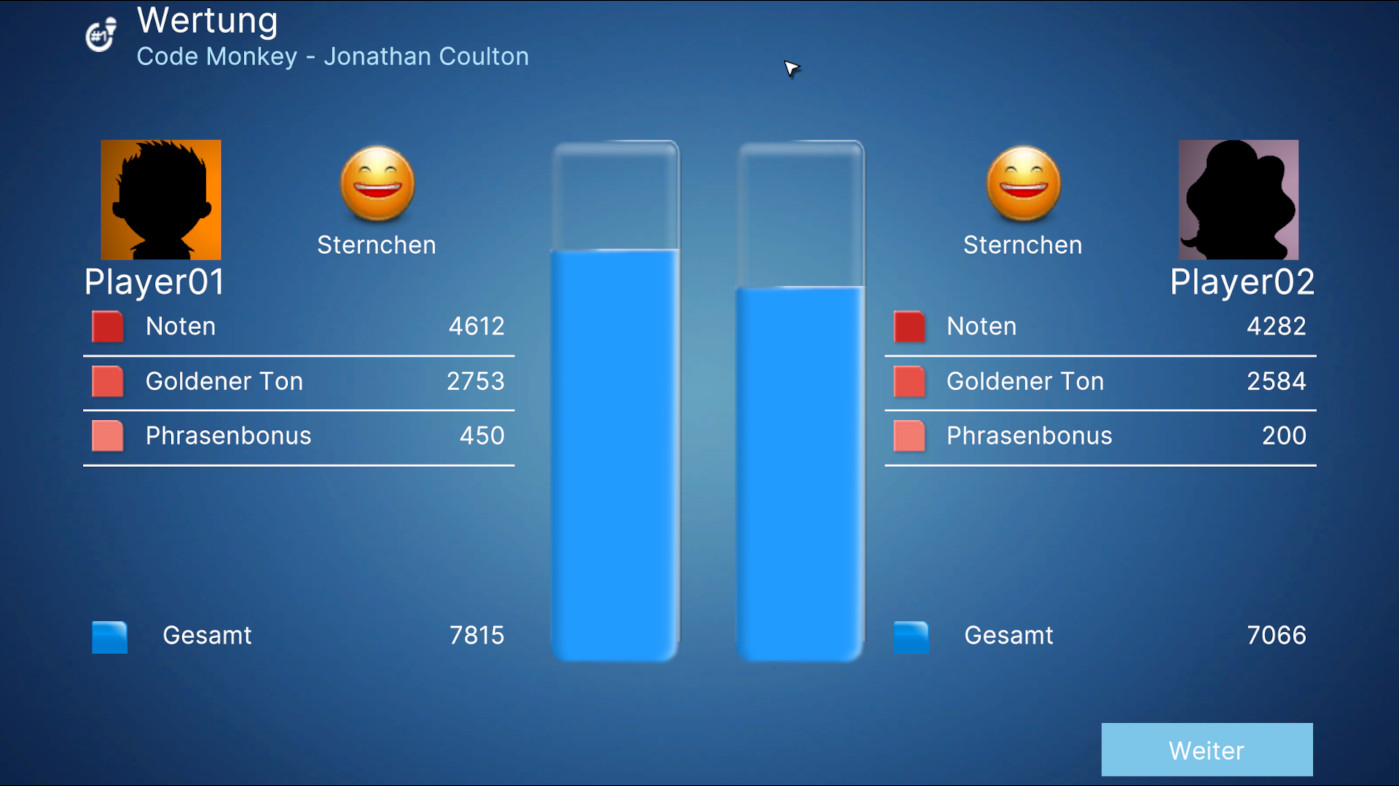 #1
Wertung
Code Monkey - Jonathan Coulton
Sternchen
Player01
Noten 4612
Goldener Ton 2753
Phrasenbonus 450
Gesamt 7815
Sternchen
Player02
Noten 4282
Goldener Ton 2584
Phrasenbonus 200
Gesamt 7066
Weiter